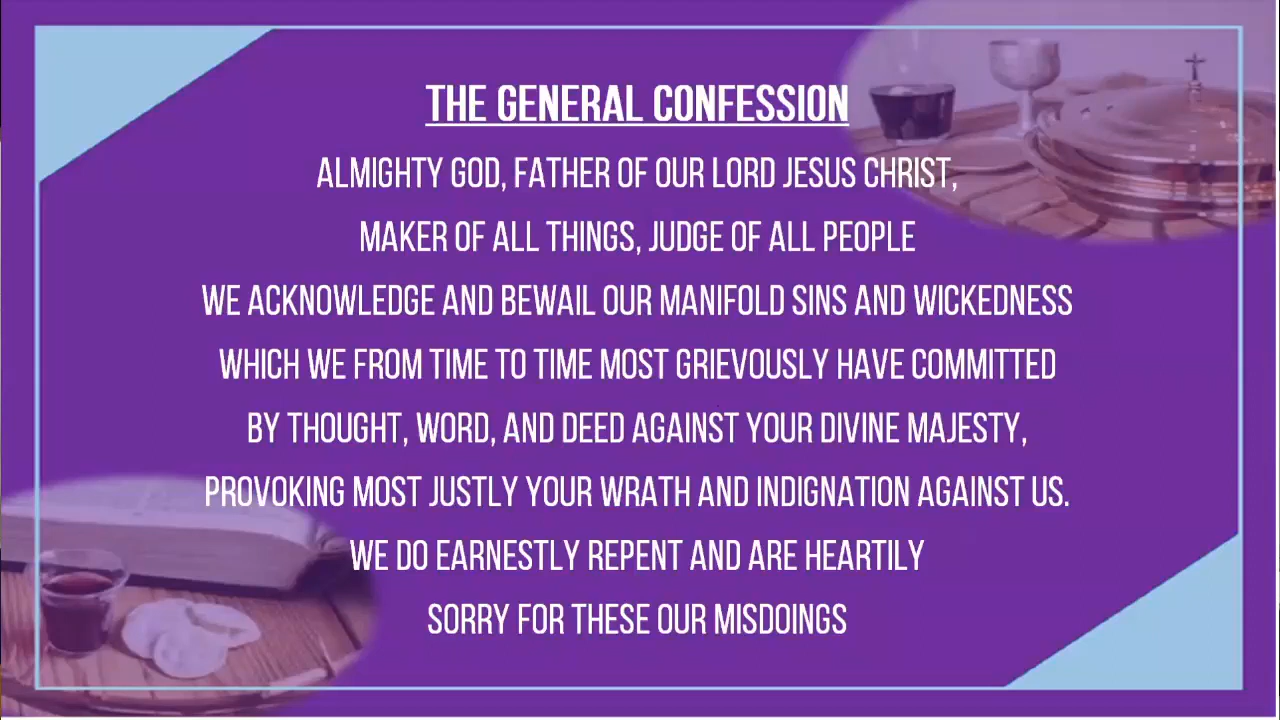 THE GENERAL CONFESSION
ALMIGHTY GOD, FATHER OF OUR LORD JESUS CHRIST,
MAKER OF ALL THINGS, JUDGE OF ALL PEOPLE
WE ACKNOWLEDGE AND BEWAIL OUR MANIFOLD SINS AND WICKEDNESS
WHICH WE FROM TIME TO TIME MOST GRIEVOUSLY HAVE COMMITTED
BY THOUGHT, WORD, AND DEED AGAINST YOUR DIVINE MAJESTY,
PROVOKING MOST JUSTLY YOUR WRATH AND INDIGNATION AGAINST US.
WE DO EARNESTLY REPENT AND ARE HEARTILY
SORRY FOR THESE OUR MISDOINGS